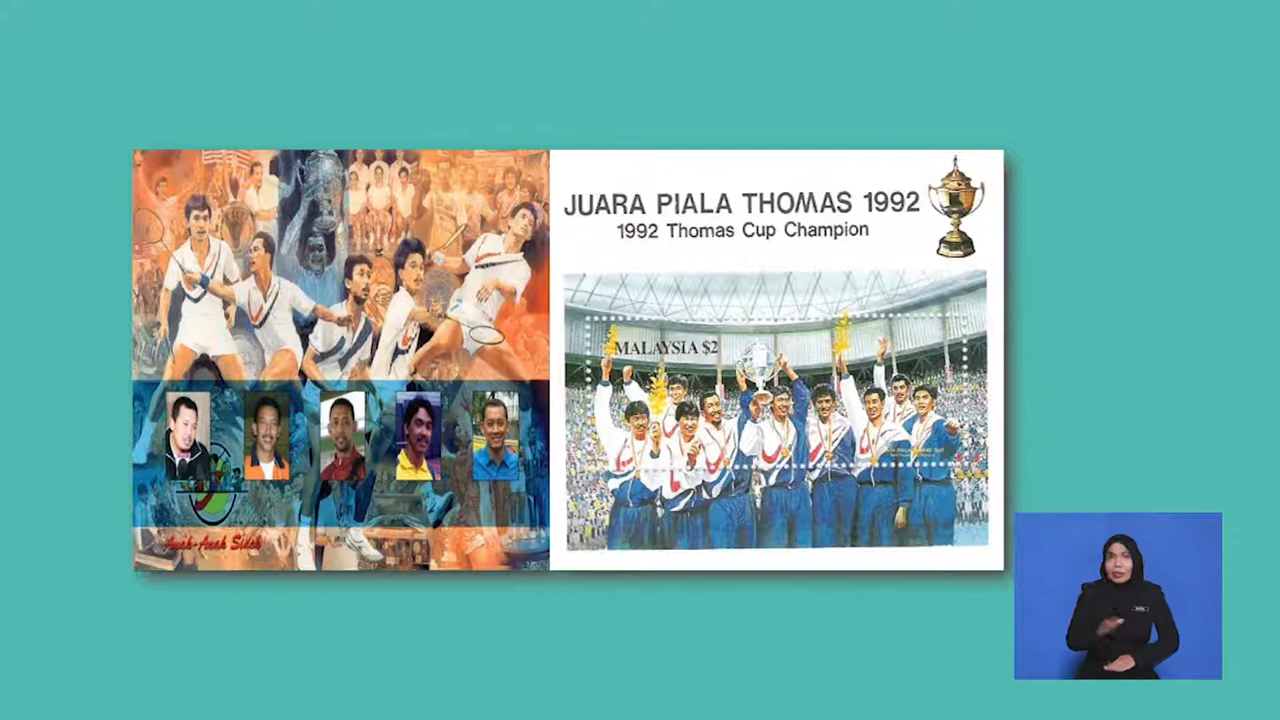 JUARA PIALA THOMAS 1992
1992 Thomas Cup Champion
MALAYSIA $2
Anak-Anak Sidek